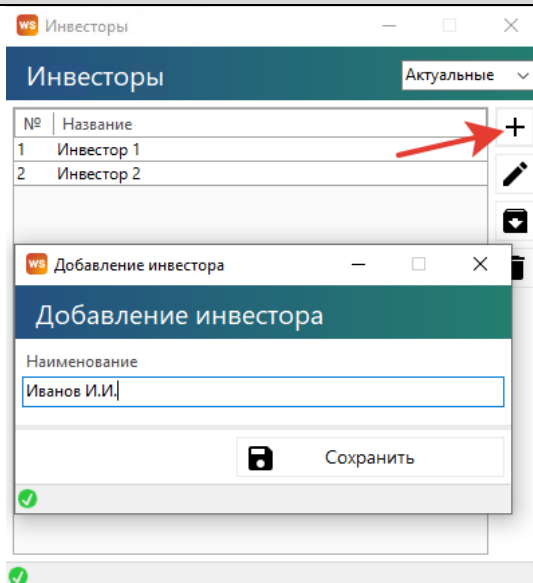 WS Инвесторы
Инвесторы Актуальные
№ Название
1 Инвестор 1
2 Инвестор 2
WS Добавление инвестора
Добавление инвестора
Наименование
Иванов И.И.
Сохранить